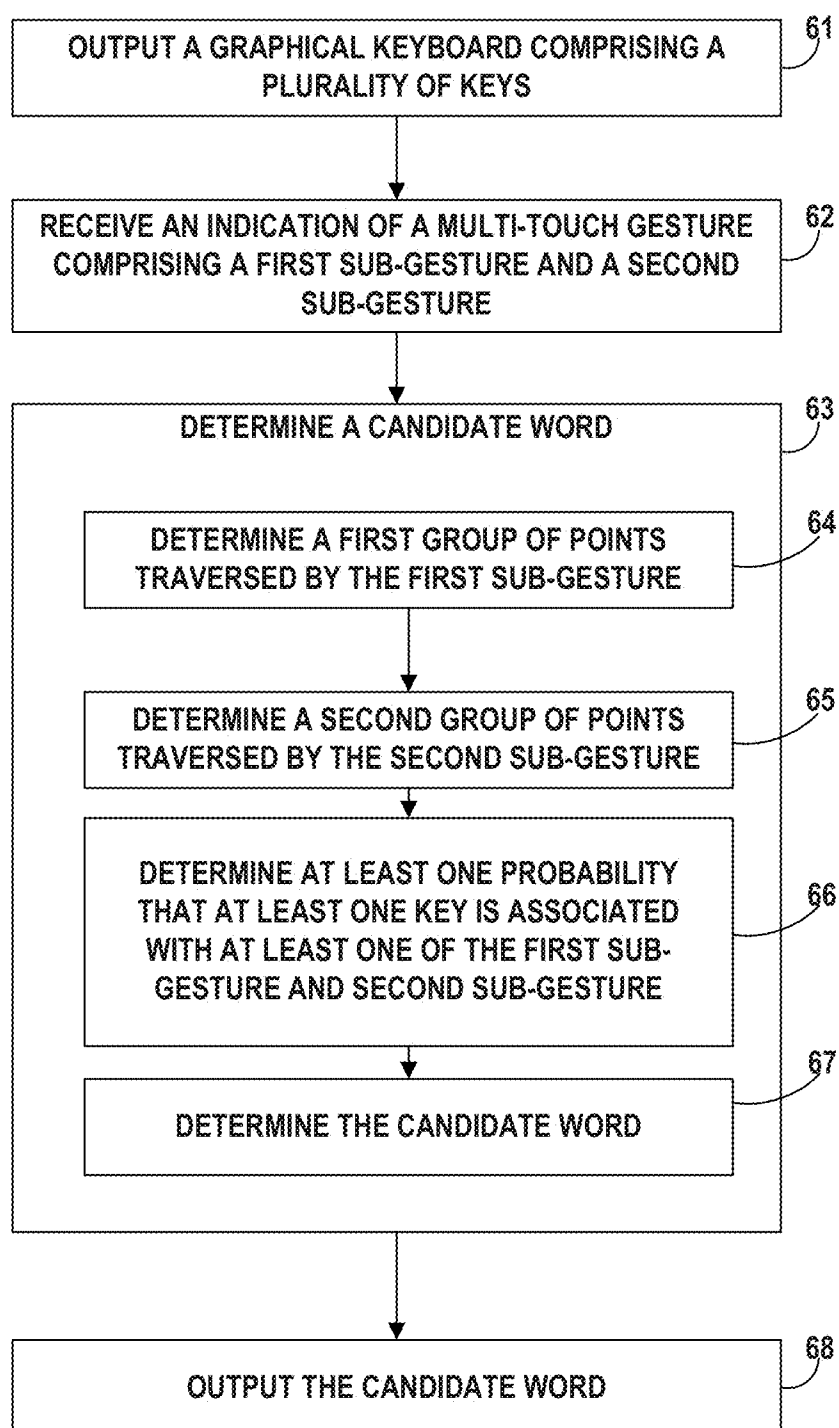 61
OUTPUT A GRAPHICAL KEYBOARD COMPRISING A
PLURALITY OF KEYS
62
RECEIVE AN INDICATION OF A MULTI-TOUCH GESTURE
COMPRISING A FIRST SUB-GESTURE AND A SECOND
SUB-GESTURE
63
DETERMINE A CANDIDATE WORD
64
DETERMINE A FIRST GROUP OF POINTS
TRAVERSED BY THE FIRST SUB-GESTURE
65
DETERMINE A SECOND GROUP OF POINTS
TRAVERSED BY THE SECOND SUB-GESTURE
66
DETERMINE AT LEAST ONE PROBABILITY
THAT AT LEAST ONE KEY IS ASSOCIATED
WITH AT LEAST ONE OF THE FIRST SUB-
GESTURE AND SECOND SUB-GESTURE
67
DETERMINE THE CANDIDATE WORD
68
OUTPUT THE CANDIDATE WORD